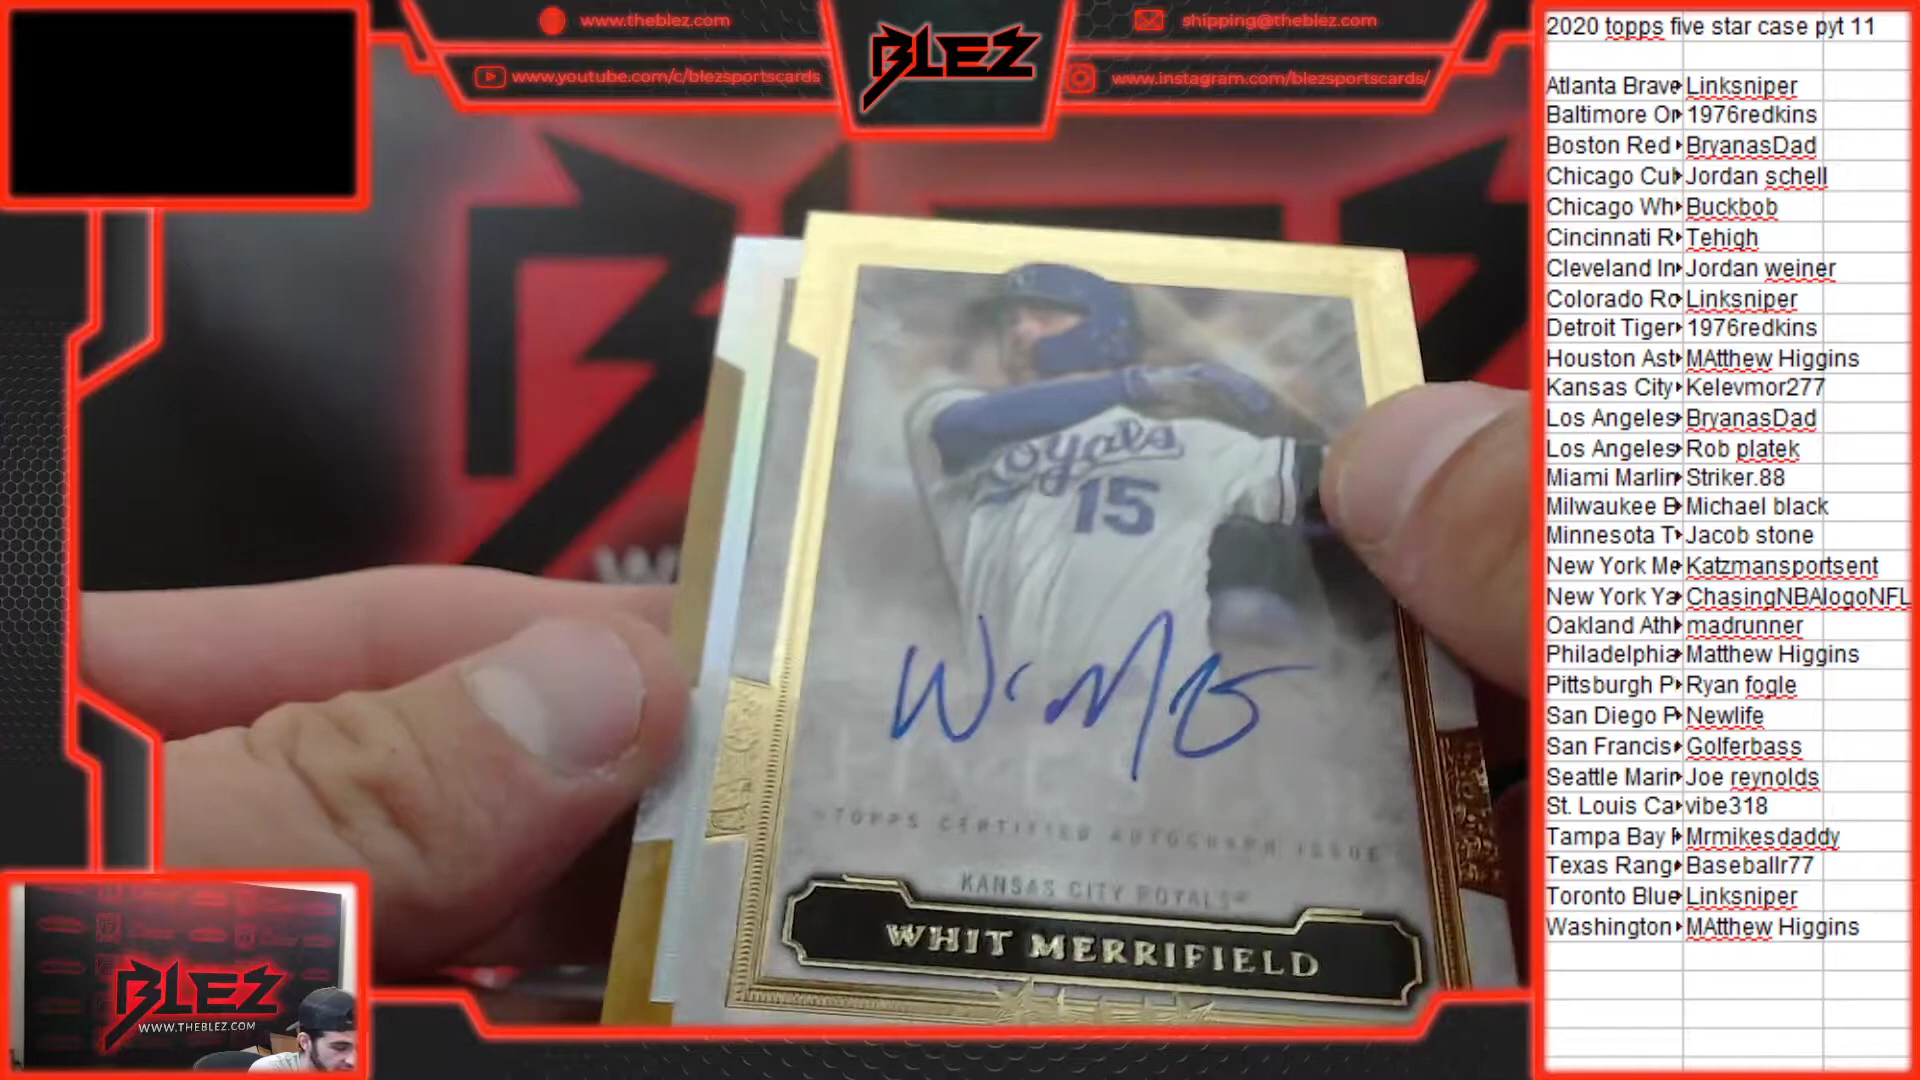 www.theblez.com
www.youtube.com/c/blezsportscards
BLEZ
shipping@theblez.com
www.instagram.com/blezsportscards/
Royals
15
TOPPS CERTIFIED AUTOGRAPH ISSUE
KANSAS CITY ROYALS
WHIT MERRIFIELD
BLEZ
WWW.THEBLEZ.COM
2020 topps five star case pyt 11
Atlanta Brave Linksniper
Baltimore Or 1976redkins
Boston Red BryanasDad
Chicago Cu Jordan schell
Chicago Wh Buckbob
Cincinnati R Tehigh
Cleveland In Jordan weiner
Colorado Ro Linksniper
Detroit Tiger 1976redkins
Houston Ast MAtthew Higgins
Kansas City Kelevmor277
Los Angeles BryanasDad
Los Angeles Rob platek
Miami Marlin Striker.88
Milwaukee B Michael black
Minnesota T Jacob stone
New York Me Katzmansportsent
New York Ya ChasingNBAlogoNFL
Oakland Ath madrunner
Philadelphia Matthew Higgins
Pittsburgh P Ryan fogle
San Diego P Newlife
San Francis Golferbass
Seattle Marin Joe reynolds
St. Louis Ca vibe318
Tampa Bay Mrmikesdaddy
Texas Rang Baseballr77
Toronto Blue Linksniper
Washington MAtthew Higgins